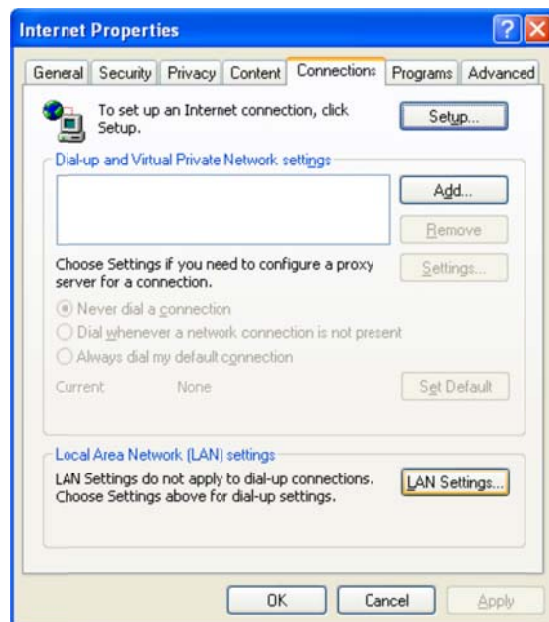 Internet Properties
General Security Privacy Content Connections Programs Advanced
To set up an Internet connection, click
Setup.
Setup...
Dial-up and Virtual Private Network settings
Add...
Remove
Choose Settings if you need to configure a proxy
server for a connection.
Settings...
Never dial a connection
Dial whenever a network connection is not present
Always dial my default connection
Current None
Set Default
Local Area Network (LAN) settings
LAN Settings do not apply to dial-up connections.
Choose Settings above for dial-up settings.
LAN Settings...
OK Cancel Apply